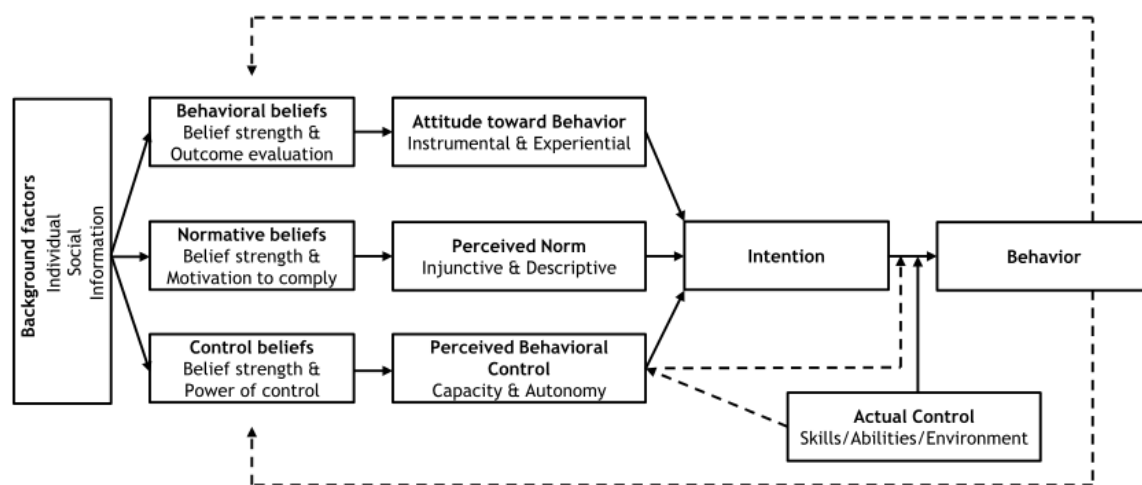 Background factors
Individual
Social
Information
Behavioral beliefs
Belief strength &
Outcome evaluation
Attitude toward Behavior
Instrumental & Experiential
Normative beliefs
Belief strength &
Motivation to comply
Perceived Norm
Injunctive & Descriptive
Intention
Behavior
Control beliefs
Belief strength &
Power of control
Perceived Behavioral
Control
Capacity & Autonomy
Actual Control
Skills/Abilities/Environment